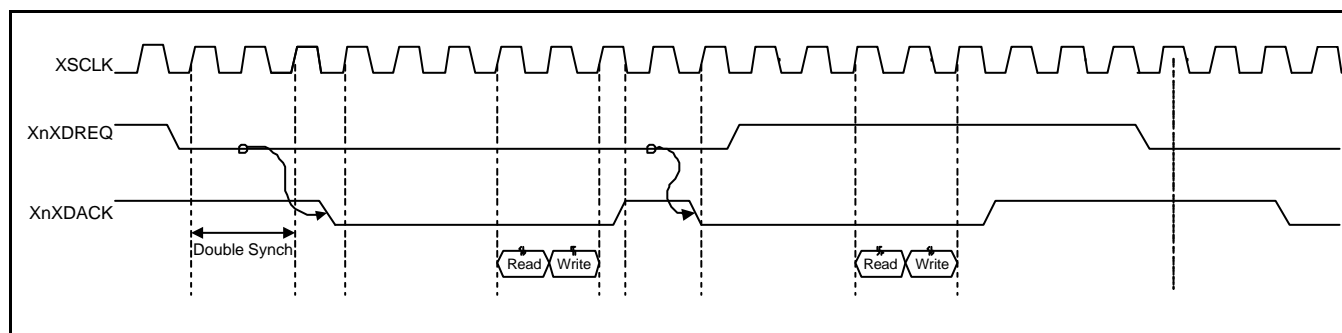 XSCLK
XnXDREQ
XnXDACK
Double Synch
Read Write Read Write